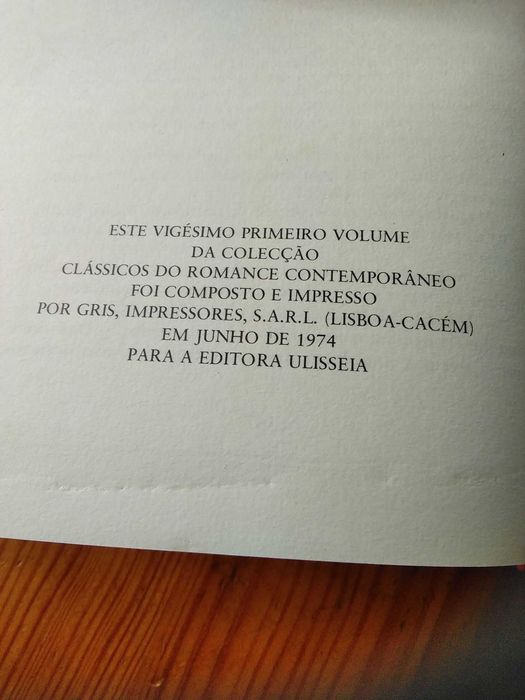 ESTE VIGÉSIMO PRIMEIRO VOLUME
DA COLECÇÃO
CLÁSSICOS DO ROMANCE CONTEMPORÂNEO
FOI COMPOSTO E IMPRESSO
POR GRIS, IMPRESSORES, S.A.R.L. (LISBOA-CACÉM)
EM JUNHO DE 1974
PARA A EDITORA ULISSEIA